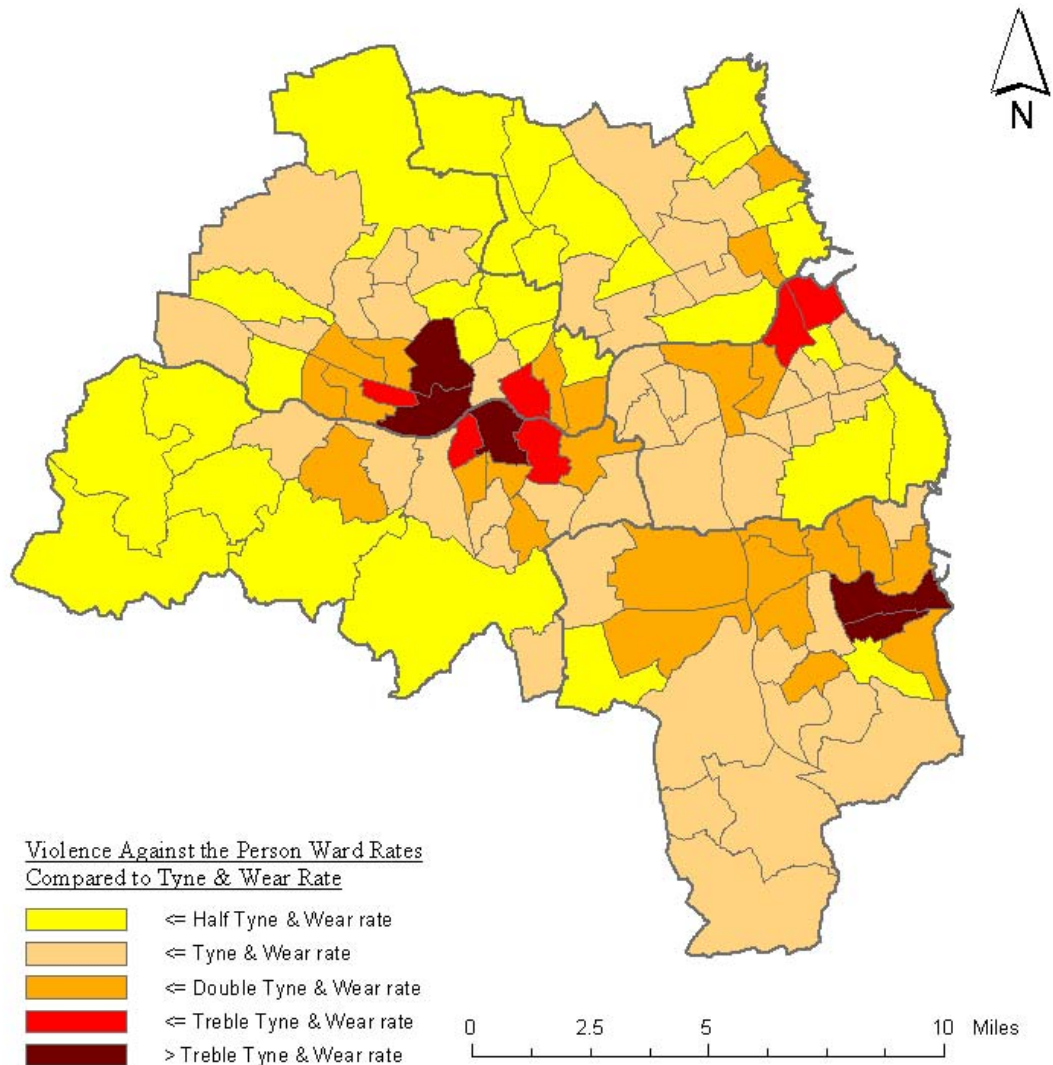 N
Violence Against the Person Ward Rates
Compared to Tyne & Wear Rate
<= Half Tyne & Wear rate
<= Tyne & Wear rate
<= Double Tyne & Wear rate
<= Treble Tyne & Wear rate
> Treble Tyne & Wear rate
0 2.5 5 10 Miles